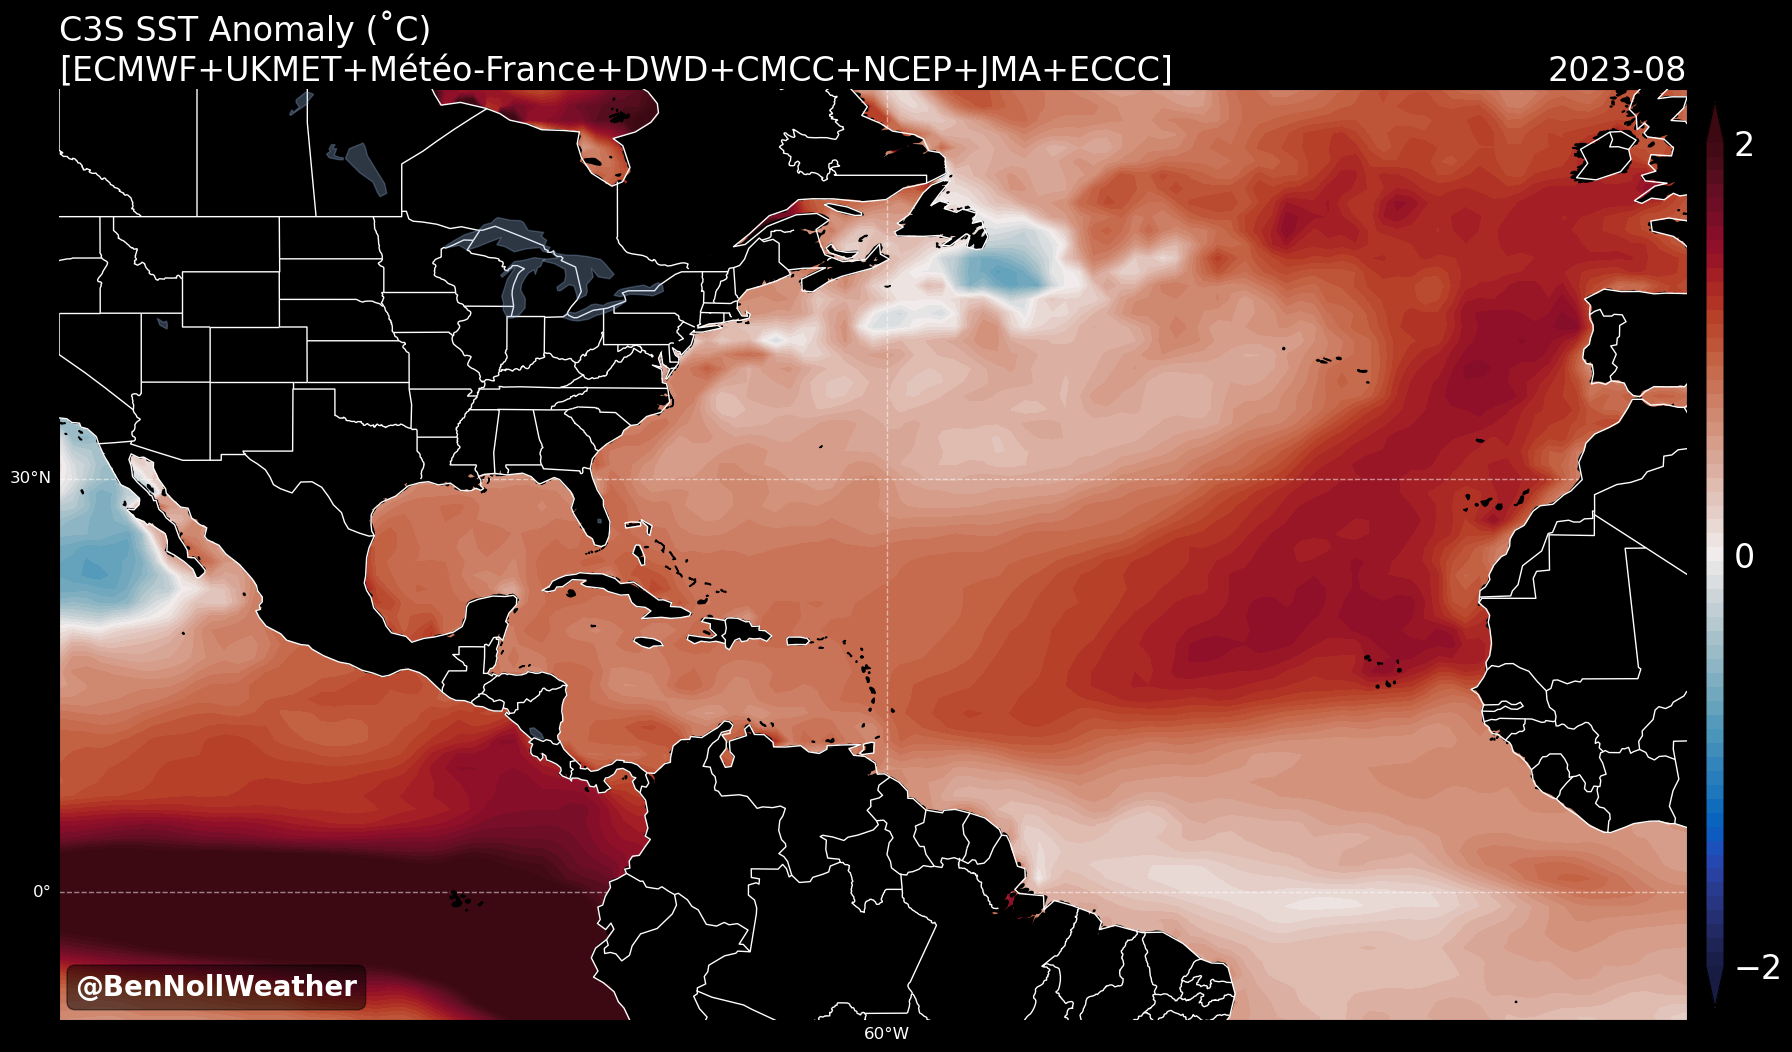 C3S SST Anomaly (˚C)
[ECMWF+UKMET+Météo-France+DWD+CMCC+NCEP+JMA+ECCC]
2023-08
2
0
−2
30°N
0°
60°W
@BenNollWeather